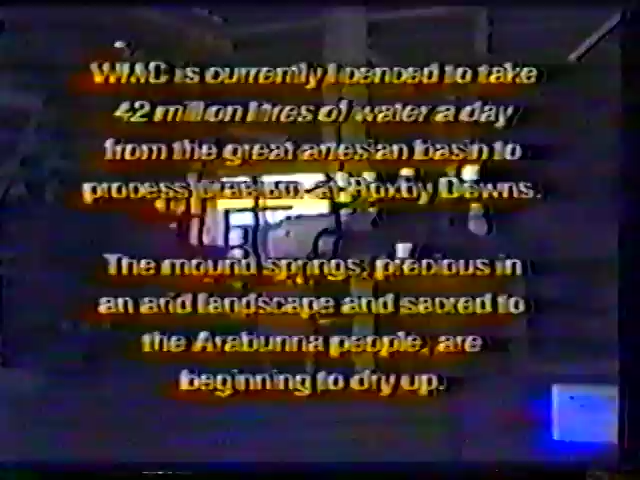 WMC is currently licenced to take
42 million litres of water a day
from the great artesian basin to
process uranium at Roxby Downs.
The mound springs, precious in
an arid landscape and sacred to
the Arabunna people, are
beginning to dry up.